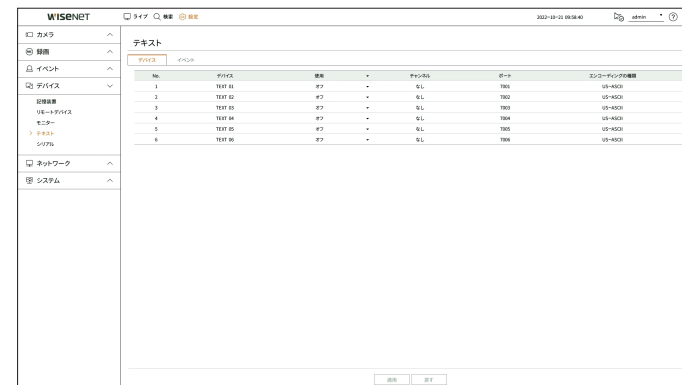 WISENET
ライブ 検索 設定 2022-10-21 09:58:40 admin
カメラ
録画
イベント
デバイス
記憶装置
リモートデバイス
モニター
テキスト
シリアル
ネットワーク
システム
テキスト
デバイス イベント
No. デバイス 使用 チャンネル ポート エンコーディングの種類
1 TEXT 01 オフ なし 7001 US-ASCII
2 TEXT 02 オフ なし 7002 US-ASCII
3 TEXT 03 オフ なし 7003 US-ASCII
4 TEXT 04 オフ なし 7004 US-ASCII
5 TEXT 05 オフ なし 7005 US-ASCII
6 TEXT 06 オフ なし 7006 US-ASCII
適用 戻す